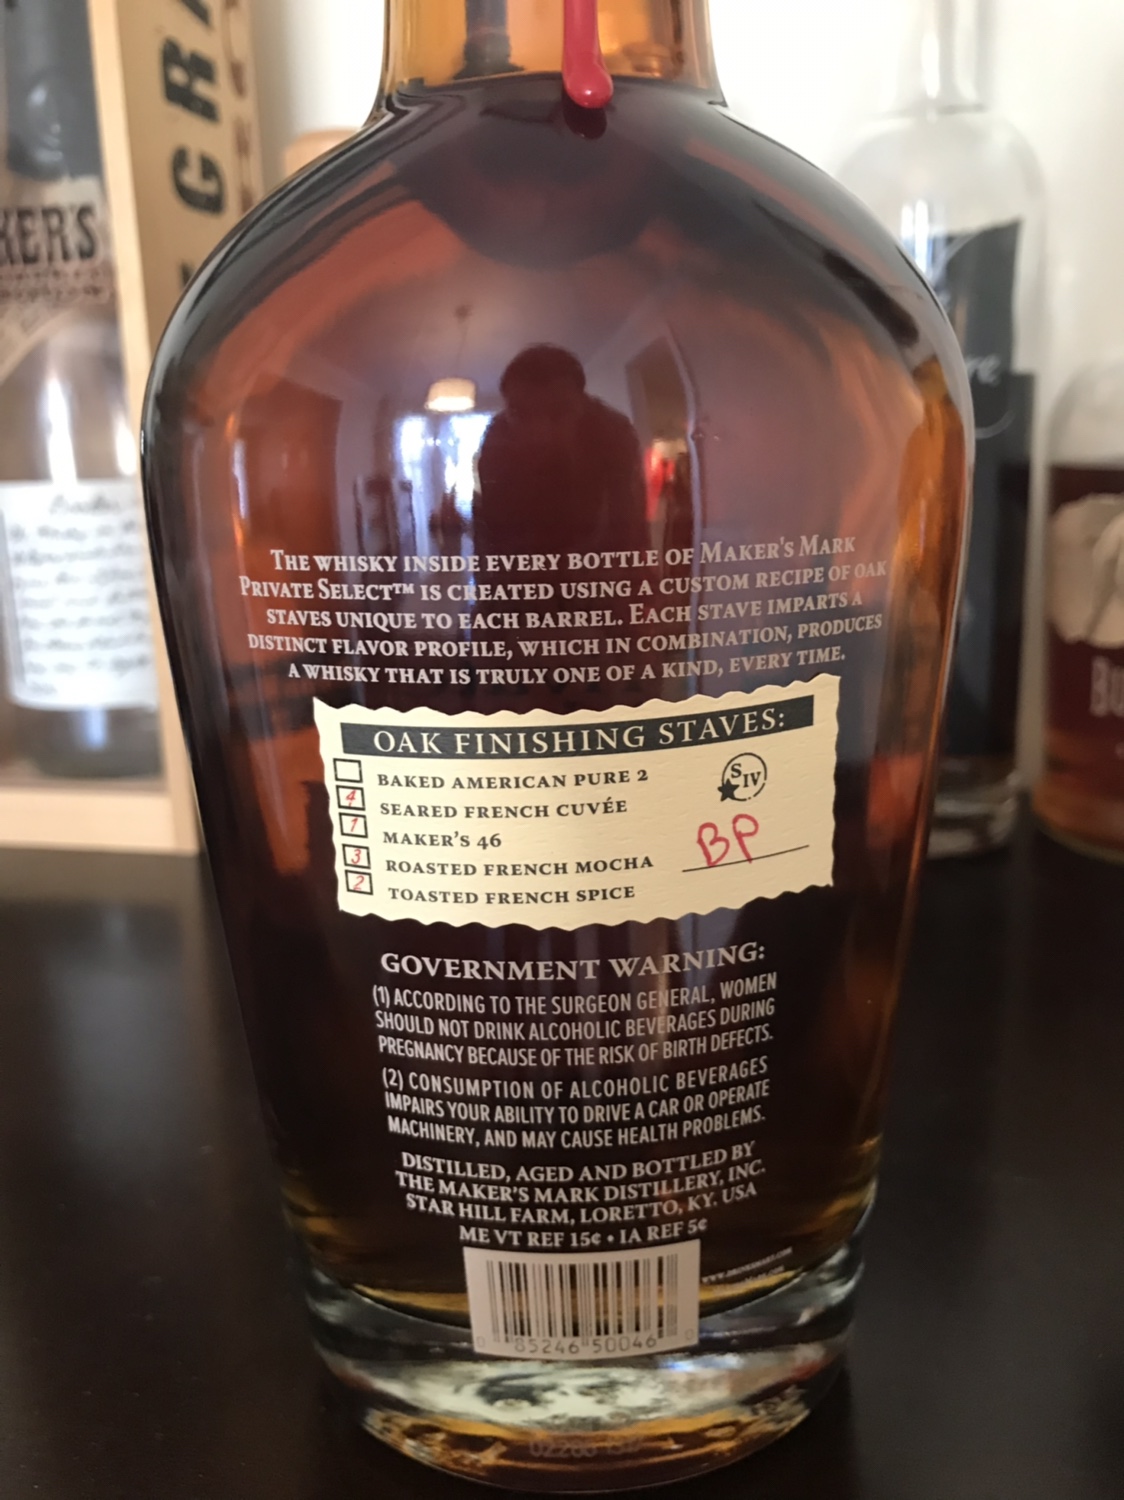 CRA
KER'S
THE WHISKY INSIDE EVERY BOTTLE OF MAKER'S MARK
PRIVATE SELECT™ IS CREATED USING A CUSTOM RECIPE OF OAK
STAVES UNIQUE TO EACH BARREL. EACH STAVE IMPARTS A
DISTINCT FLAVOR PROFILE, WHICH IN COMBINATION, PRODUCES
A WHISKY THAT IS TRULY ONE OF A KIND, EVERY TIME.
OAK FINISHING STAVES:
BAKED AMERICAN PURE 2
4 SEARED FRENCH CUVÉE
1 MAKER'S 46
3 ROASTED FRENCH MOCHA
2 TOASTED FRENCH SPICE
S IV
BP
GOVERNMENT WARNING:
(1) ACCORDING TO THE SURGEON GENERAL, WOMEN
SHOULD NOT DRINK ALCOHOLIC BEVERAGES DURING
PREGNANCY BECAUSE OF THE RISK OF BIRTH DEFECTS.
(2) CONSUMPTION OF ALCOHOLIC BEVERAGES
IMPAIRS YOUR ABILITY TO DRIVE A CAR OR OPERATE
MACHINERY, AND MAY CAUSE HEALTH PROBLEMS.
DISTILLED, AGED AND BOTTLED BY
THE MAKER'S MARK DISTILLERY, INC.
STAR HILL FARM, LORETTO, KY. USA
ME VT REF 15¢ • IA REF 5¢
0 85246 50046 0